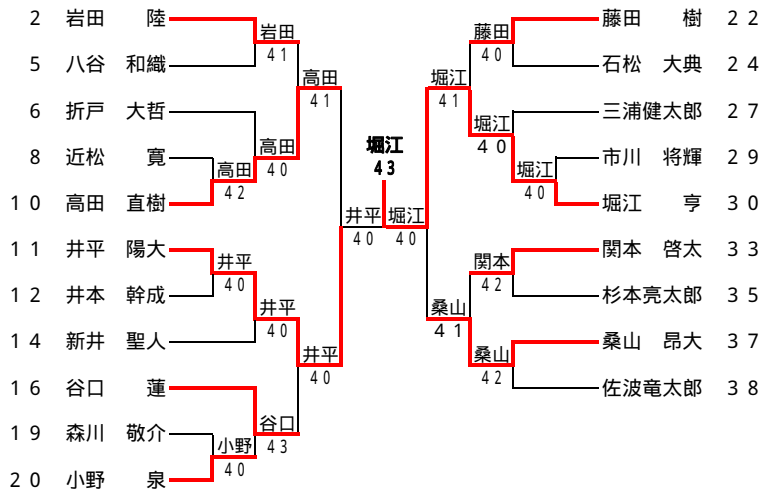 2 岩田 陸 岩田 藤田 藤田 樹 22
41 40
5 八谷 和織 石松 大典 24
高田 堀江
41 41
6 折戸 大哲 三浦健太郎 27
高田 堀江
40 40
8 近松 寛 堀江 市川 将輝 29
高田 43 堀江
42 40
10 高田 直樹 堀江 亨 30
井平 堀江
40 40
11 井平 陽大 関本 啓太 33
井平 関本
40 42
12 井本 幹成 杉本亮太郎 35
井平 桑山
40 41
14 新井 聖人 桑山 昂大 37
井平 桑山
40 42
16 谷口 蓮 佐波竜太郎 38
谷口
43
19 森川 敬介
小野
40
20 小野 泉